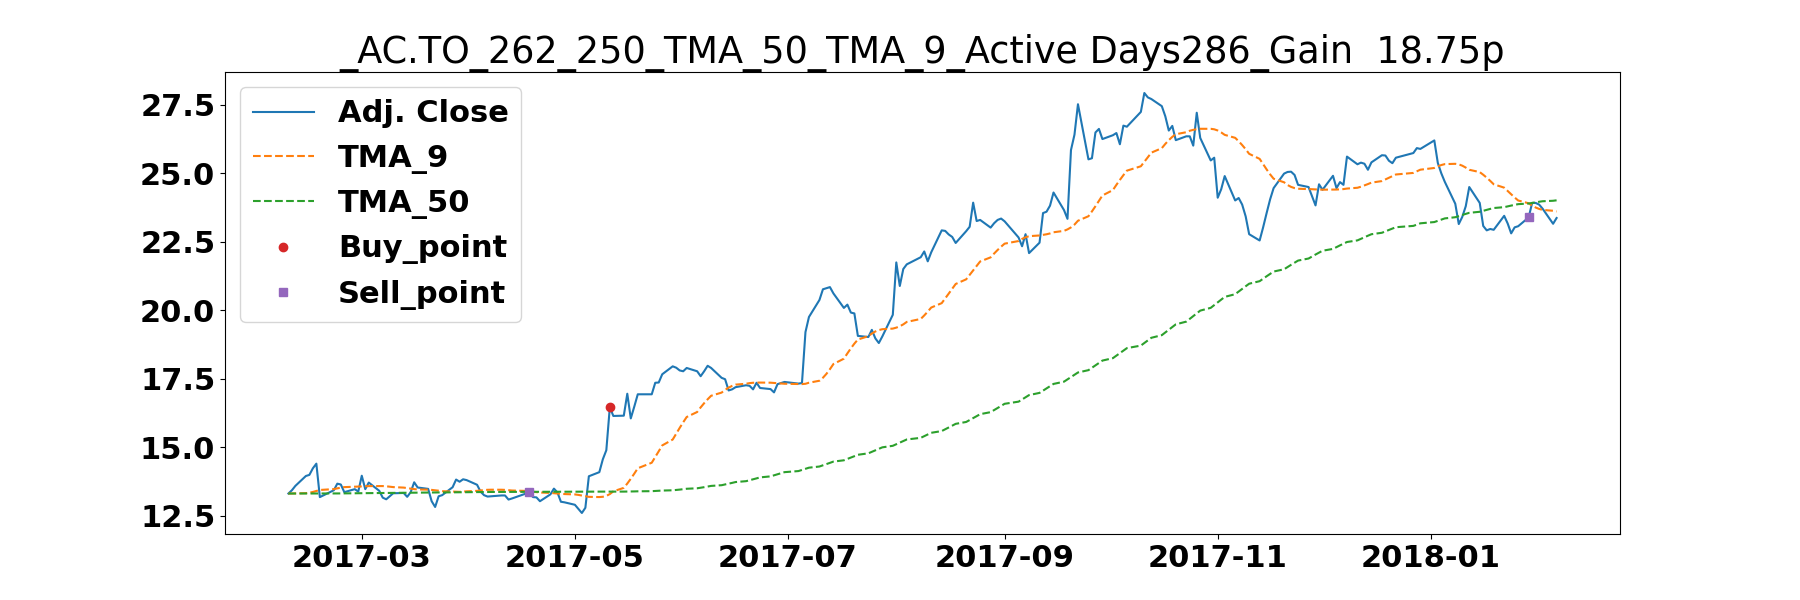 _AC.TO_262_250_TMA_50_TMA_9_Active Days286_Gain  18.75p
27.5
25.0
22.5
20.0
17.5
15.0
12.5
Adj. Close
TMA_9
TMA_50
Buy_point
Sell_point
2017-03 2017-05 2017-07 2017-09 2017-11 2018-01